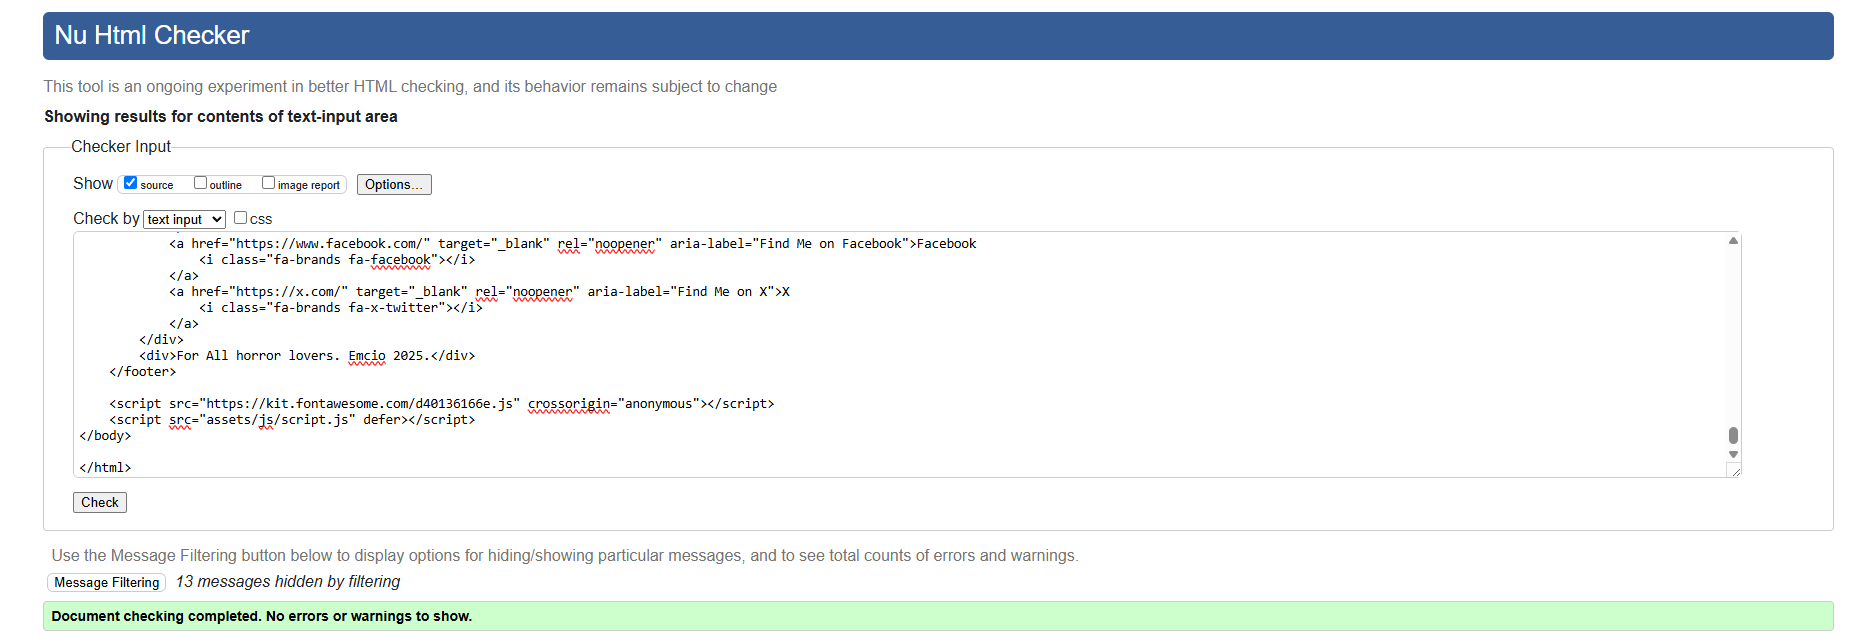 Nu Html Checker
This tool is an ongoing experiment in better HTML checking, and its behavior remains subject to change
Showing results for contents of text-input area
Checker Input
Show source outline image report Options...
Check by text input css
<a href="https://www.facebook.com/" target="_blank" rel="noopener" aria-label="Find Me on Facebook">Facebook
<i class="fa-brands fa-facebook"></i>
</a>
<a href="https://x.com/" target="_blank" rel="noopener" aria-label="Find Me on X">X
<i class="fa-brands fa-x-twitter"></i>
</a>
</div>
<div>For All horror lovers. Emcio 2025.</div>
</footer>
<script src="https://kit.fontawesome.com/d40136166e.js" crossorigin="anonymous"></script>
<script src="assets/js/script.js" defer></script>
</body>
</html>
Check
Use the Message Filtering button below to display options for hiding/showing particular messages, and to see total counts of errors and warnings.
Message Filtering 13 messages hidden by filtering
Document checking completed. No errors or warnings to show.